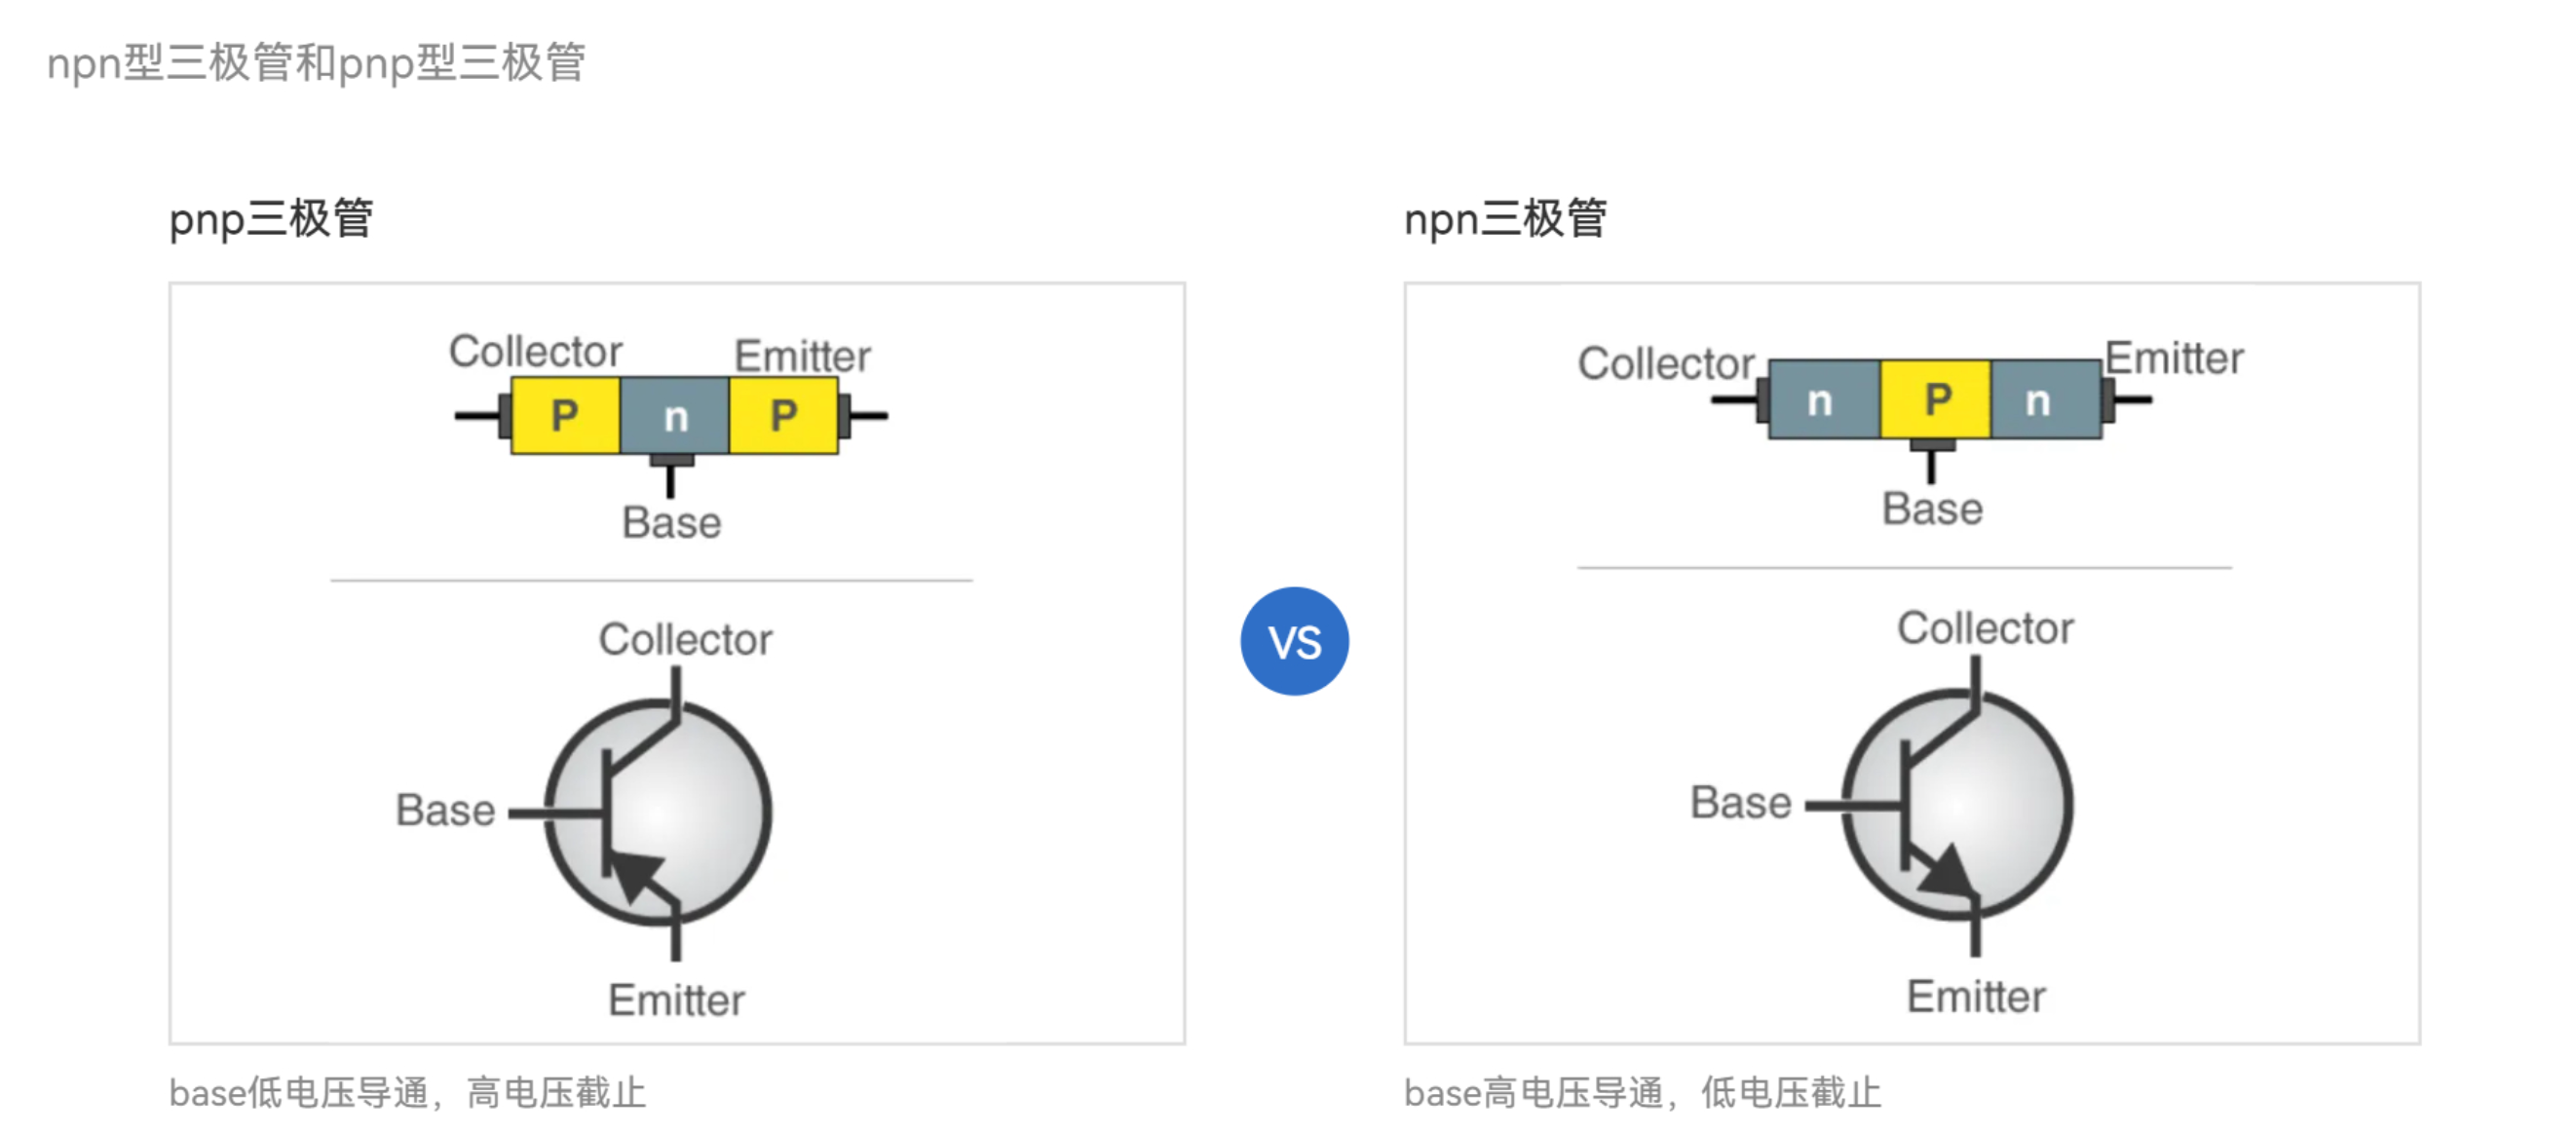 npn型三极管和pnp型三极管
pnp三极管
Collector
Emitter
P
n
P
Base
Collector
Base
Emitter
base低电压导通，高电压截止
VS
npn三极管
Collector
Emitter
n
P
n
Base
Collector
Base
Emitter
base高电压导通，低电压截止